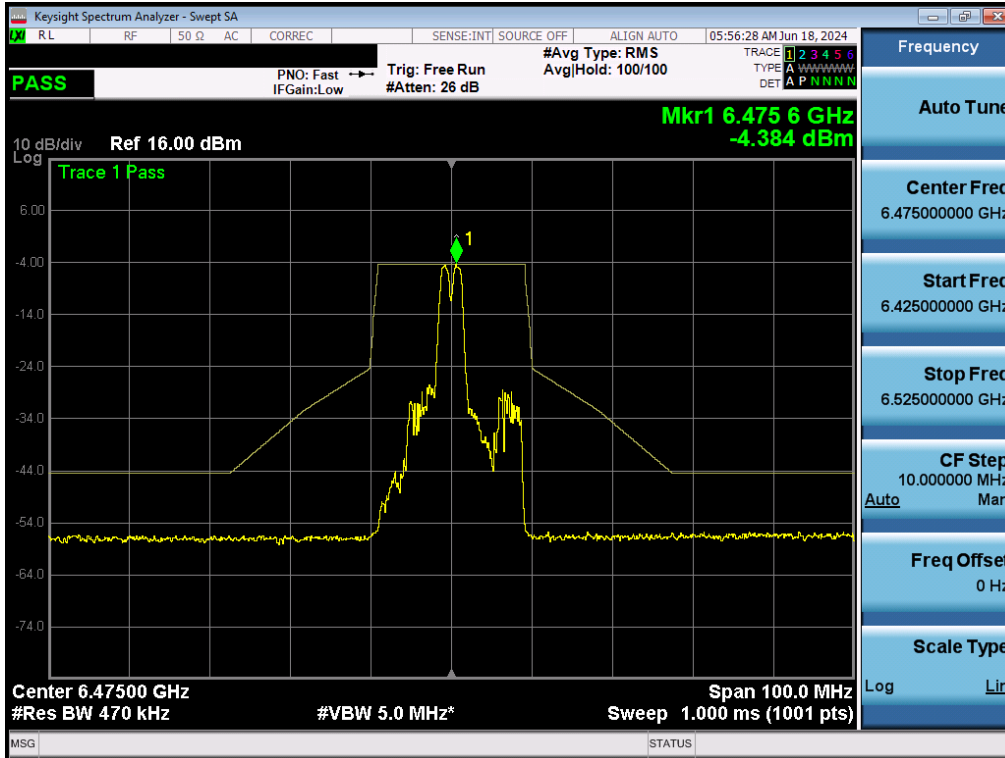 Keysight Spectrum Analyzer - Swept SA
LXI RL RF 50 Ω AC CORREC SENSE:INT SOURCE OFF ALIGN AUTO 05:56:28 AM Jun 18, 2024
PASS
PNO: Fast
IFGain:Low
Trig: Free Run
#Atten: 26 dB
#Avg Type: RMS
Avg|Hold: 100/100
TRACE 1 2 3 4 5 6
TYPE A WWWWW
DET A P N N N N
Mkr1 6.475 6 GHz
-4.384 dBm
10 dB/div Ref 16.00 dBm
Log
Trace 1 Pass
1
6.00
-4.00
-14.0
-24.0
-34.0
-44.0
-54.0
-64.0
-74.0
Center 6.47500 GHz Span 100.0 MHz
#Res BW 470 kHz #VBW 5.0 MHz* Sweep 1.000 ms (1001 pts)
MSG STATUS
Frequency
Auto Tune
Center Freq
6.475000000 GHz
Start Freq
6.425000000 GHz
Stop Freq
6.525000000 GHz
CF Step
10.000000 MHz
Auto Man
Freq Offset
0 Hz
Scale Type
Log Lin